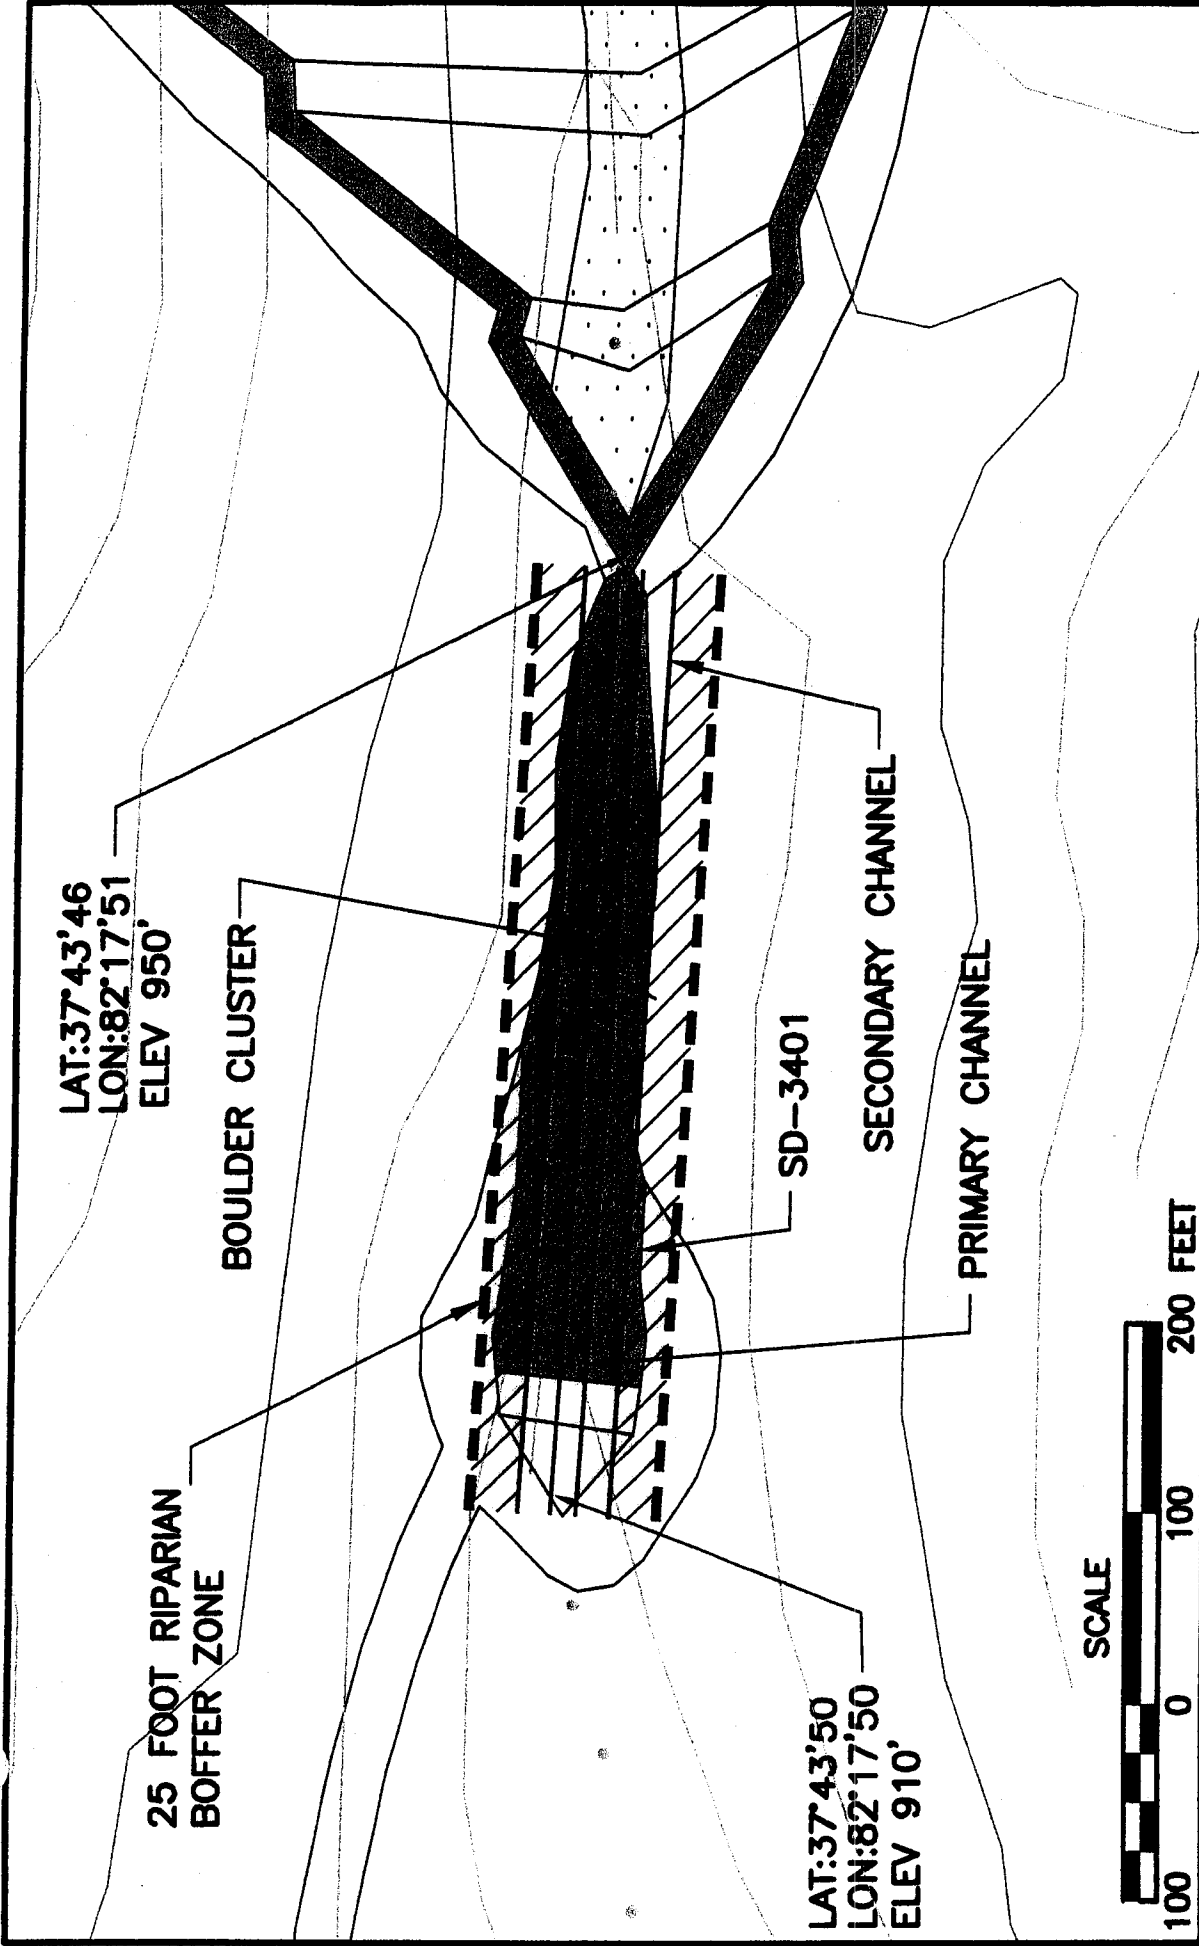 25 FOOT RIPARIAN
BOFFER ZONE
BOULDER CLUSTER
LAT:37°43'46
LON:82°17'51
ELEV 950'
LAT:37°43'50
LON:82°17'50
ELEV 910'
PRIMARY CHANNEL
SD-3401
SECONDARY CHANNEL
SCALE
100 0 100 200 FEET